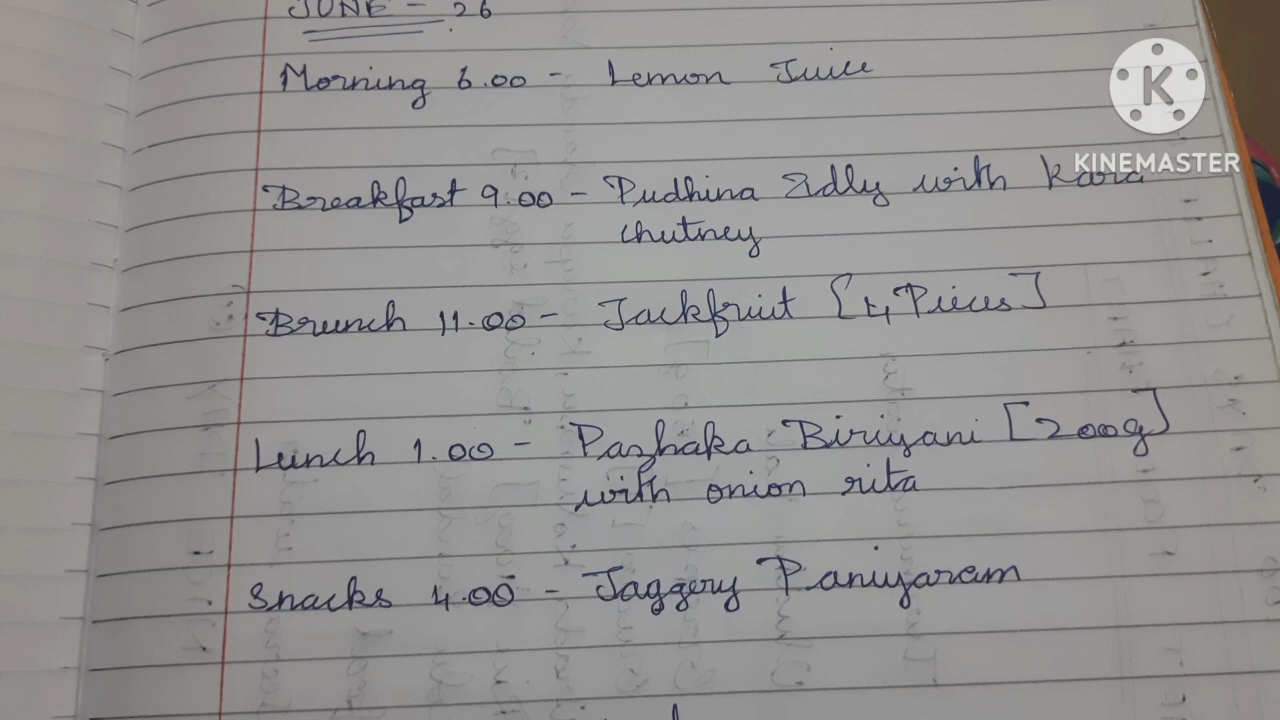 JUNE - 26
Morning 6.00 - Lemon Juice
K
KINEMASTER
Breakfast 9.00 - Pudhina Idly with kara
chutney
Brunch 11.00 - Jackfruit [4 Pieces]
Lunch 1.00 - Pazhaka Biriyani [200g]
with onion rita
Snacks 4.00 - Jaggery Paniyaram